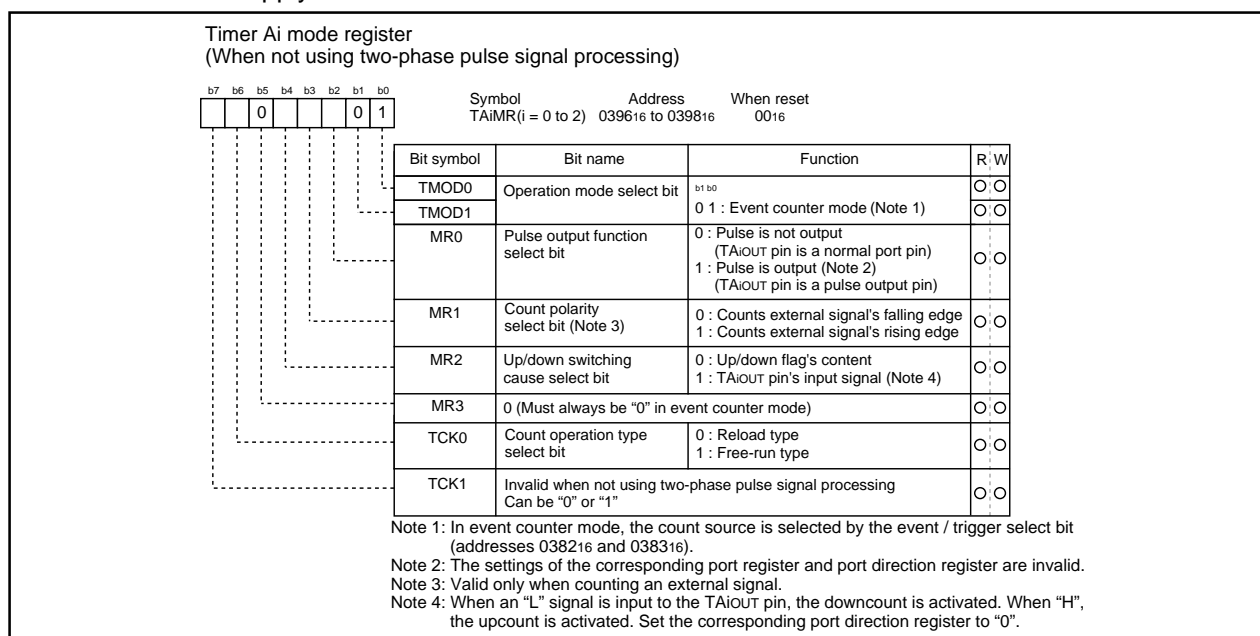 Timer Ai mode register
(When not using two-phase pulse signal processing)
b7 b6 b5 b4 b3 b2 b1 b0
0 0 1
Symbol Address When reset
TAiMR(i = 0 to 2) 039616 to 039816 0016
Bit symbol Bit name Function R W
TMOD0 Operation mode select bit b1 b0
TMOD1 0 1 : Event counter mode (Note 1)
MR0 Pulse output function 0 : Pulse is not output
select bit (TAiOUT pin is a normal port pin)
1 : Pulse is output (Note 2)
(TAiOUT pin is a pulse output pin)
MR1 Count polarity 0 : Counts external signal's falling edge
select bit (Note 3) 1 : Counts external signal's rising edge
MR2 Up/down switching 0 : Up/down flag's content
cause select bit 1 : TAiOUT pin's input signal (Note 4)
MR3 0 (Must always be “0” in event counter mode)
TCK0 Count operation type 0 : Reload type
select bit 1 : Free-run type
TCK1 Invalid when not using two-phase pulse signal processing
Can be “0” or “1”
Note 1: In event counter mode, the count source is selected by the event / trigger select bit
(addresses 038216 and 038316).
Note 2: The settings of the corresponding port register and port direction register are invalid.
Note 3: Valid only when counting an external signal.
Note 4: When an “L” signal is input to the TAiOUT pin, the downcount is activated. When “H”,
the upcount is activated. Set the corresponding port direction register to “0”.